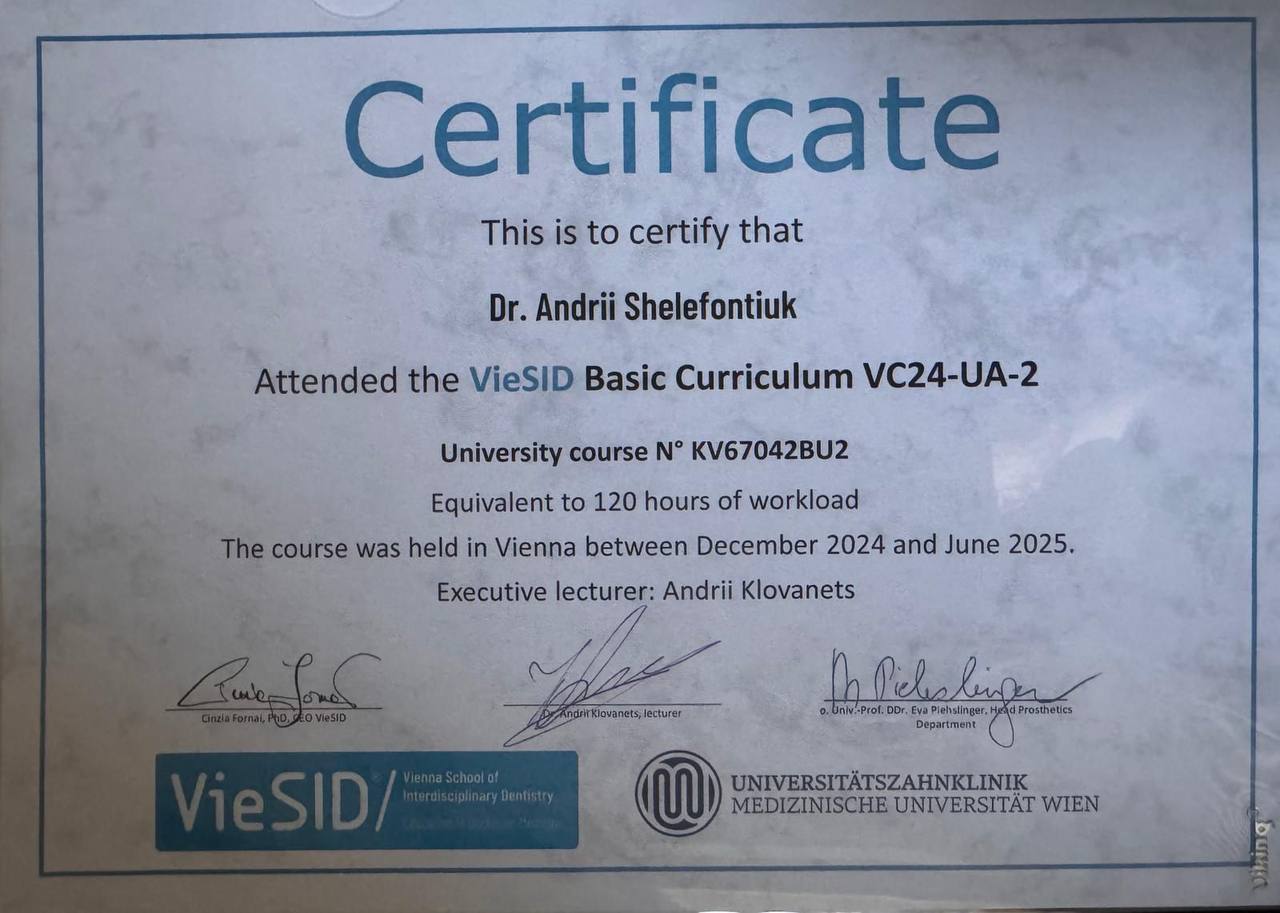 Certificate
This is to certify that
Dr. Andrii Shelefontiuk
Attended the VieSID Basic Curriculum VC24-UA-2
University course N° KV67042BU2
Equivalent to 120 hours of workload
The course was held in Vienna between December 2024 and June 2025.
Executive lecturer: Andrii Klovanets
Cinzia Fornai, PhD, CEO VieSID
Dr. Andrii Klovanets, lecturer
o. Univ.-Prof. DDr. Eva Piehslinger, Head Prosthetics
Department
VieSID®/
Vienna School of
Interdisciplinary Dentistry
UNIVERSITÄTSZAHNKLINIK
MEDIZINISCHE UNIVERSITÄT WIEN
viking